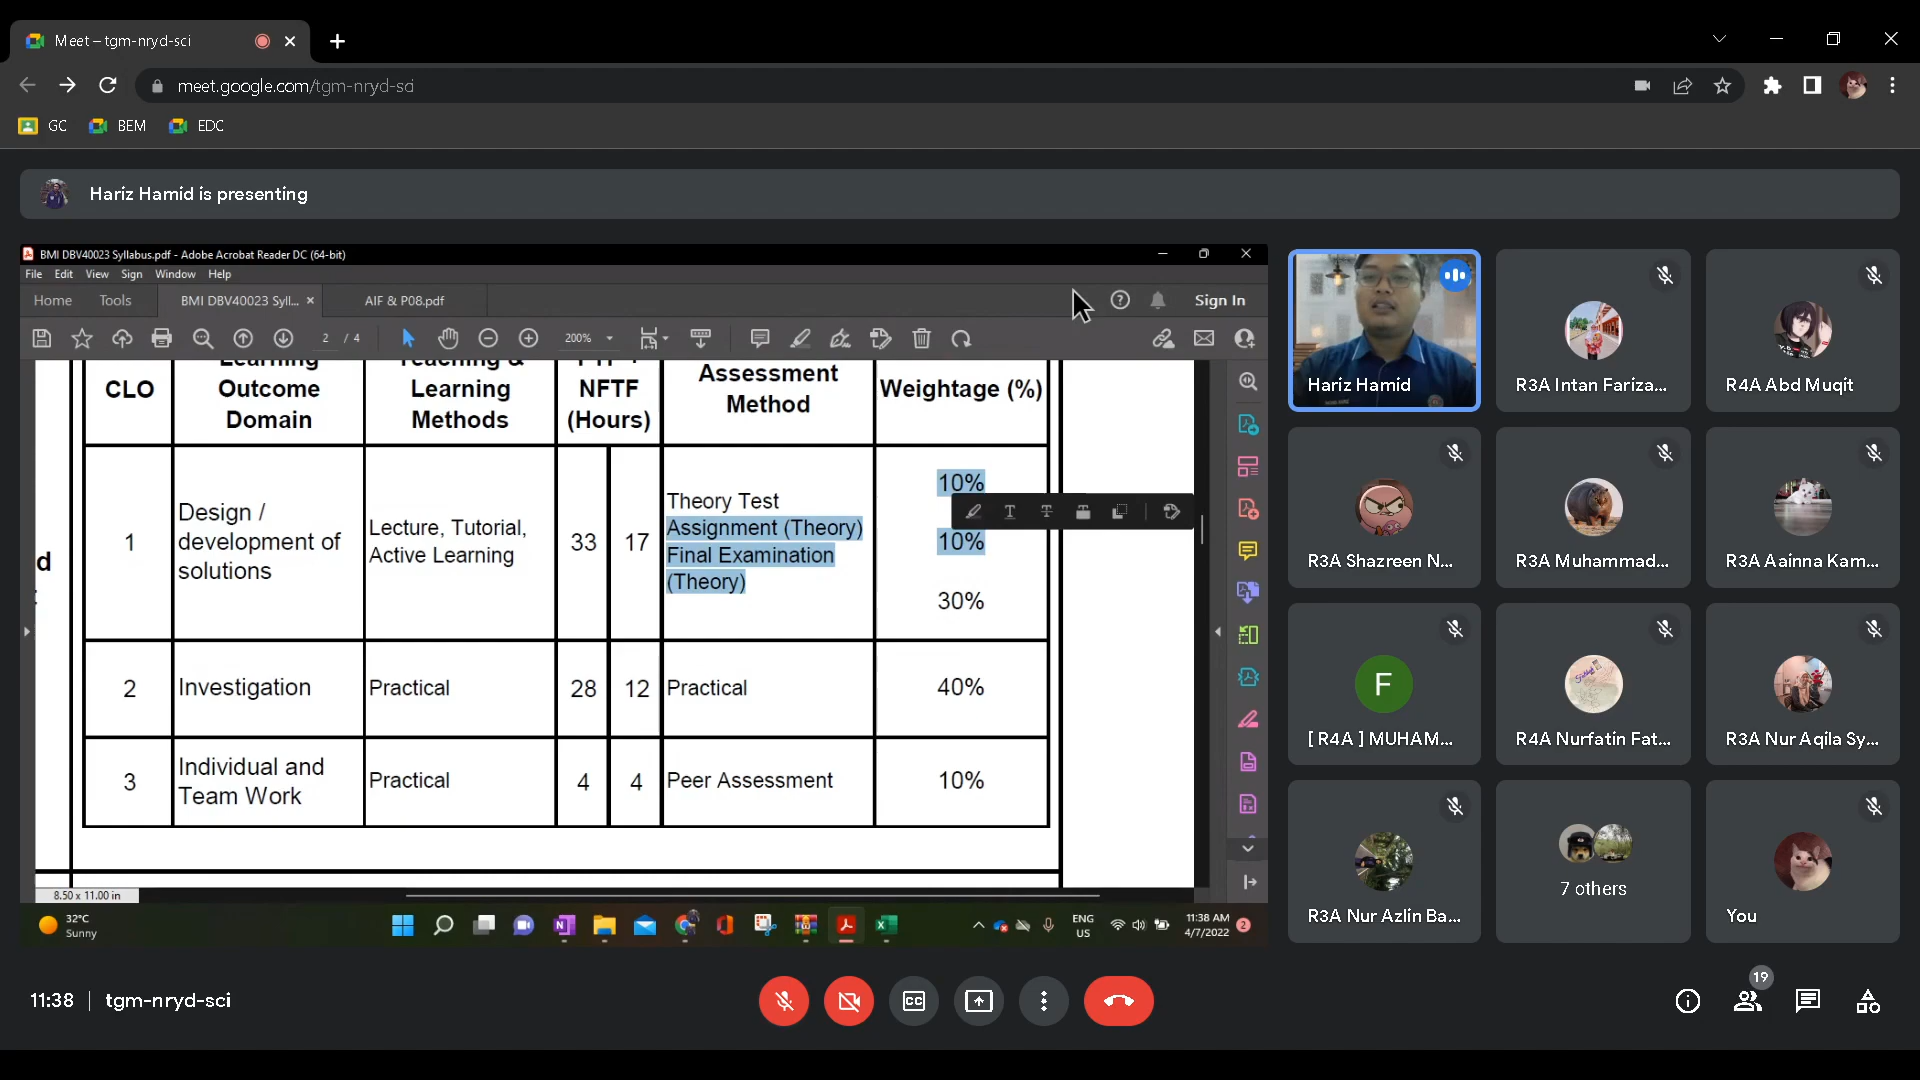 Meet – tgm-nryd-sci
meet.google.com/tgm-nryd-sci
GC BEM EDC
Hariz Hamid is presenting
BMI DBV40023 Syllabus.pdf - Adobe Acrobat Reader DC (64-bit)
File Edit View Sign Window Help
Home Tools BMI DBV40023 Syll... AIF & P08.pdf Sign In
2 / 4 200%
Learning Outcome Domain
CLO
Teaching & Learning Methods
NFTF (Hours)
Assessment Method
Weightage (%)
1
Design / development of solutions
Lecture, Tutorial, Active Learning
33 17
Theory Test
Assignment (Theory)
Final Examination (Theory)
10%
10%
30%
d
2 Investigation Practical 28 12 Practical 40%
3 Individual and Team Work Practical 4 4 Peer Assessment 10%
8.50 x 11.00 in
32°C
Sunny
ENG
US
11:38 AM
4/7/2022
2
Hariz Hamid
R3A Intan Fariza...
R4A Abd Muqit
R3A Shazreen N...
R3A Muhammad...
R3A Aainna Kam...
F
[ R4A ] MUHAM...
R4A Nurfatin Fat...
R3A Nur Aqila Sy...
R3A Nur Azlin Ba...
7 others
You
11:38 | tgm-nryd-sci
CC
19